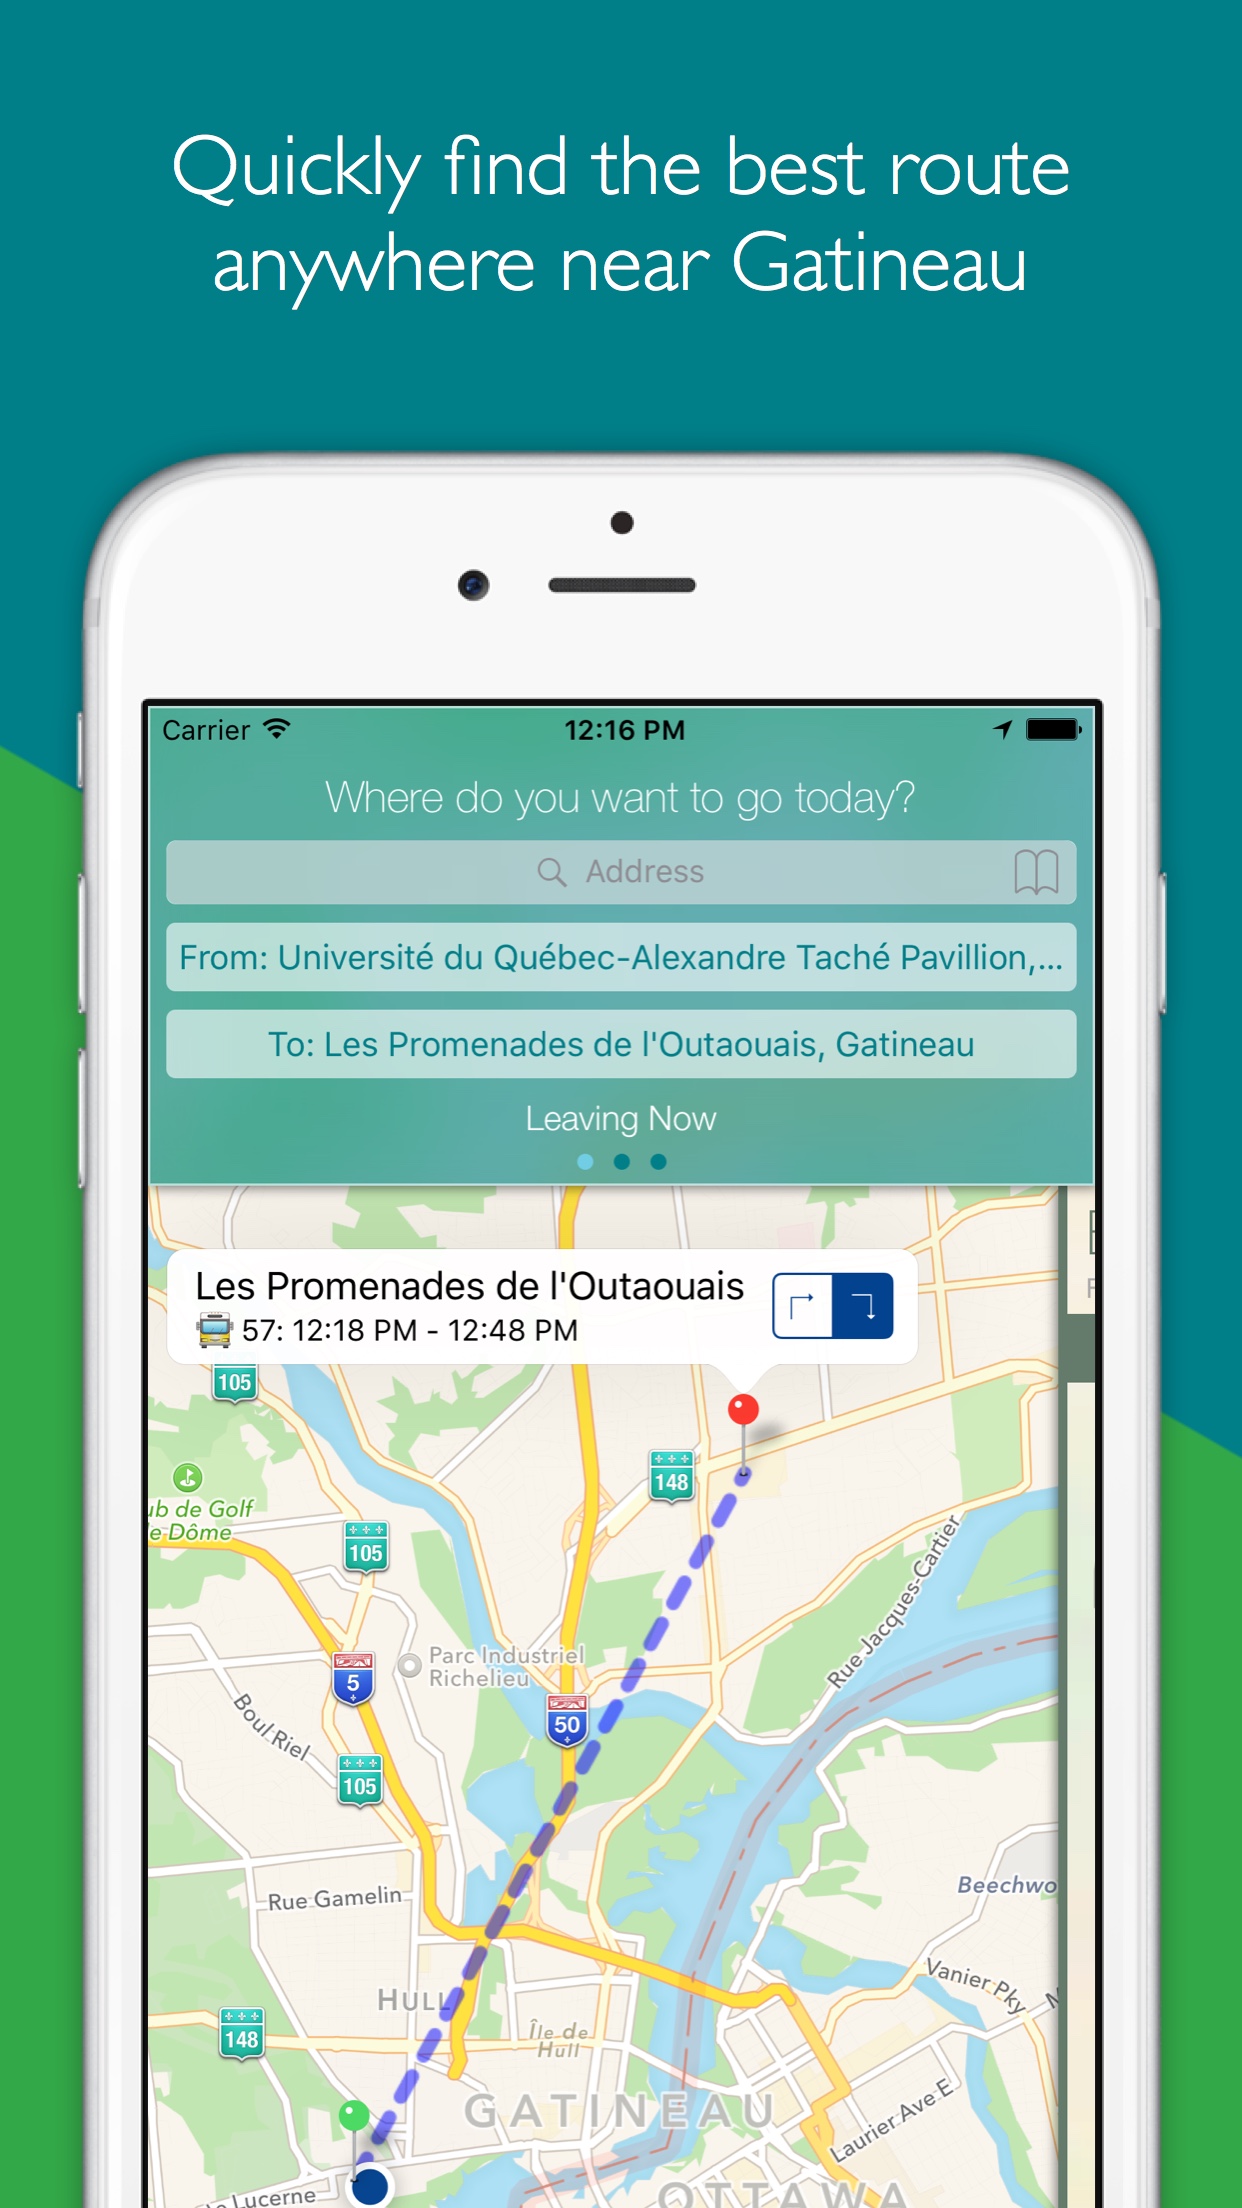 Quickly find the best route
anywhere near Gatineau
Carrier
12:16 PM
Where do you want to go today?
Address
From: Université du Québec-Alexandre Taché Pavillion,...
To: Les Promenades de l'Outaouais, Gatineau
Leaving Now
Les Promenades de l'Outaouais
57: 12:18 PM - 12:48 PM
105
148
ub de Golf
e Dôme
105
Rue Jacques-Cartier
Parc Industriel
Richelieu
5
50
Boul Riel
105
Beechwo
Rue Gamelin
Vanier Pky
HULL
148
Île de
Hull
GATINEAU
Laurier Ave E
Lucerne
OTTAWA